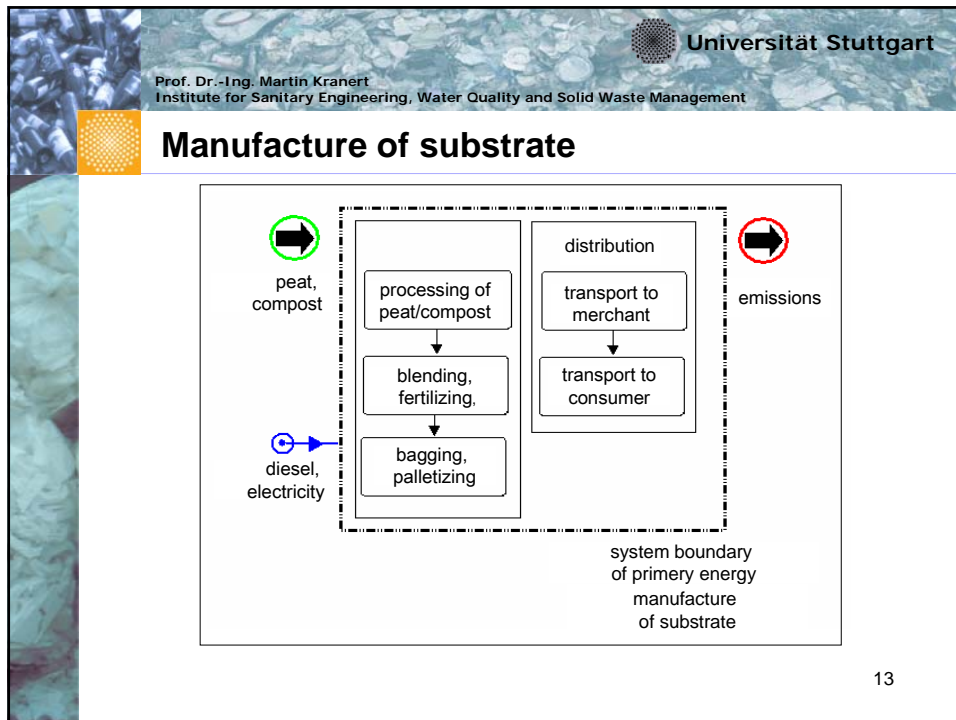 Universität Stuttgart
Prof. Dr.-Ing. Martin Kranert
Institute for Sanitary Engineering, Water Quality and Solid Waste Management
Manufacture of substrate
peat,
compost
diesel,
electricity
processing of
peat/compost
blending,
fertilizing,
bagging,
palletizing
distribution
transport to
merchant
transport to
consumer
emissions
system boundary
of primery energy
manufacture
of substrate
13